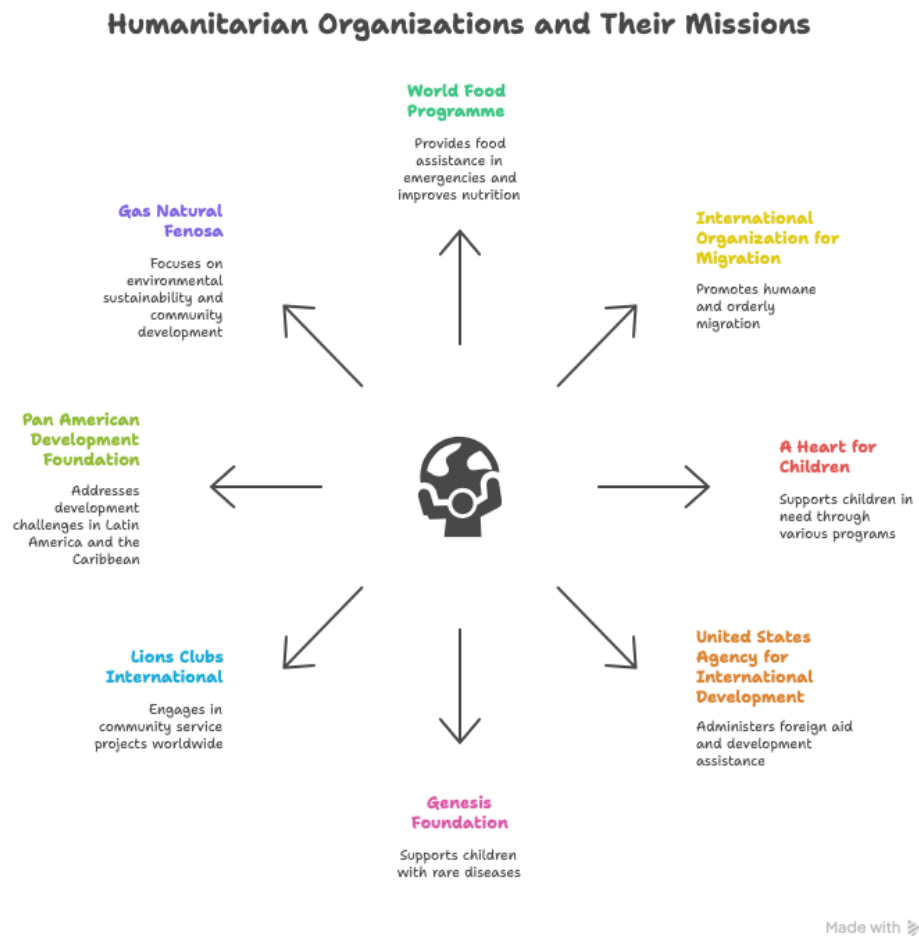 Humanitarian Organizations and Their Missions
World Food
Programme
Provides food
assistance in
emergencies and
improves nutrition
International
Organization for
Migration
Promotes humane
and orderly
migration
A Heart for
Children
Supports children in
need through
various programs
United States
Agency for
International
Development
Administers foreign aid
and development
assistance
Genesis
Foundation
Supports children
with rare diseases
Lions Clubs
International
Engages in
community service
projects worldwide
Pan American
Development
Foundation
Addresses
development
challenges in Latin
America and the
Caribbean
Gas Natural
Fenosa
Focuses on
environmental
sustainability and
community
development
Made with